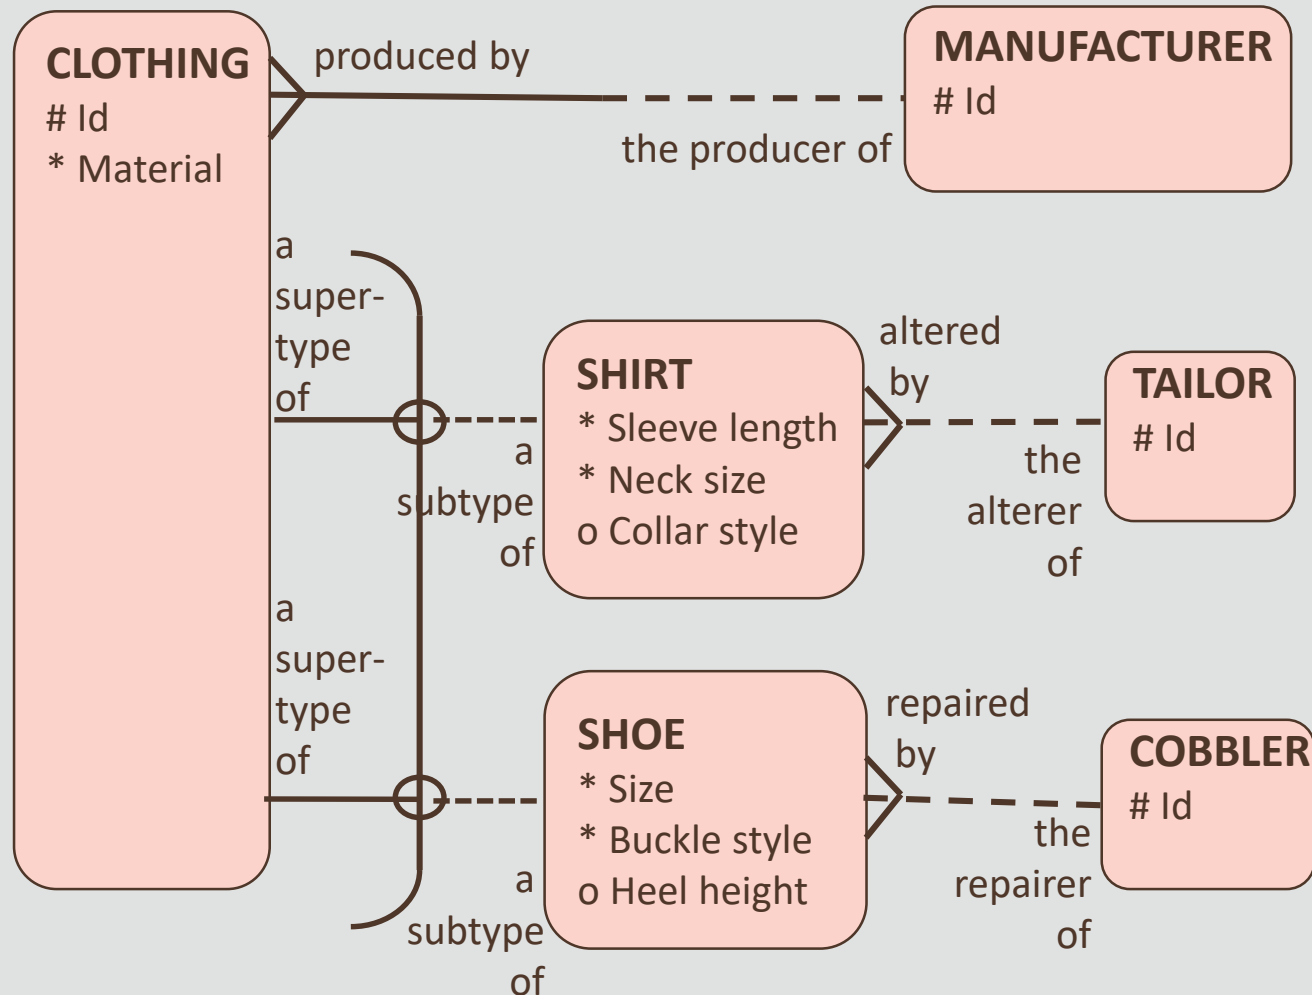 CLOTHING
# Id
* Material
produced by
the producer of
MANUFACTURER
# Id
a
super-
type
of
a
subtype
of
SHIRT
* Sleeve length
* Neck size
o Collar style
altered
by
the
alterer
of
TAILOR
# Id
a
super-
type
of
a
subtype
of
SHOE
* Size
* Buckle style
o Heel height
repaired
by
the
repairer
of
COBBLER
# Id